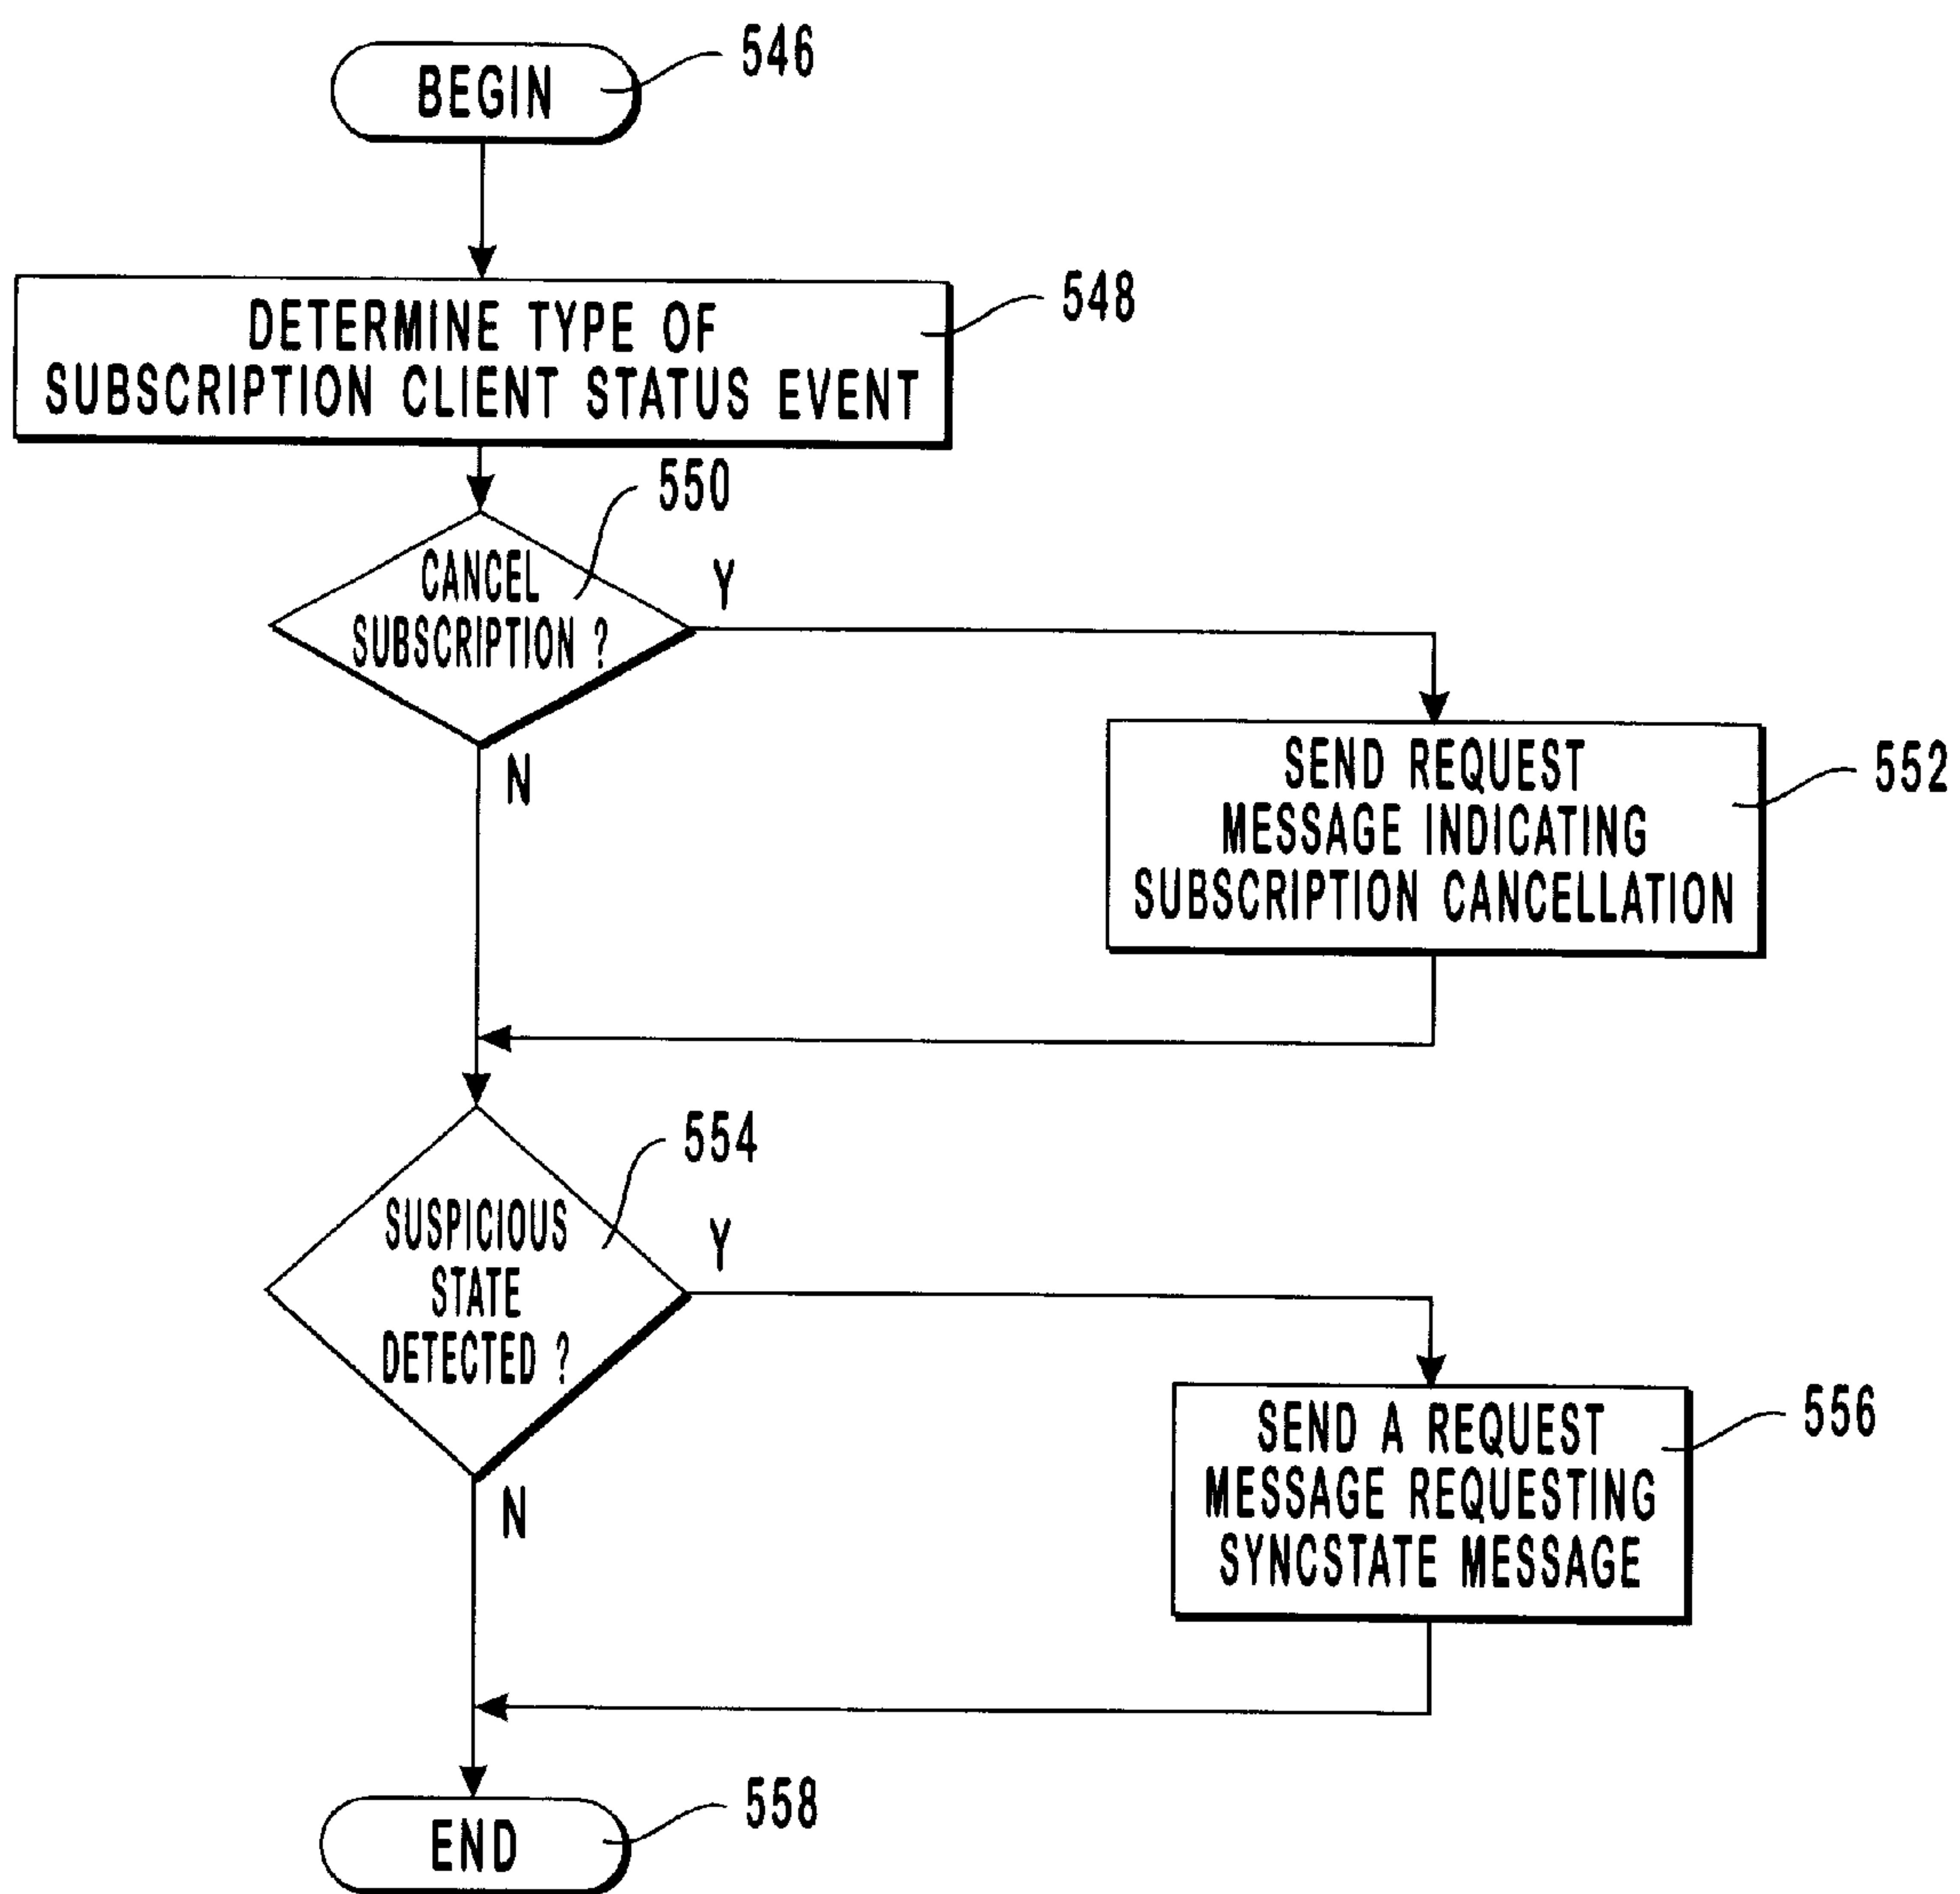 BEGIN
546
DETERMINE TYPE OF
SUBSCRIPTION CLIENT STATUS EVENT
548
550
CANCEL
SUBSCRIPTION ?
Y
N
SEND REQUEST
MESSAGE INDICATING
SUBSCRIPTION CANCELLATION
552
554
SUSPICIOUS
STATE
DETECTED ?
Y
N
SEND A REQUEST
MESSAGE REQUESTING
SYNCSTATE MESSAGE
556
END
558